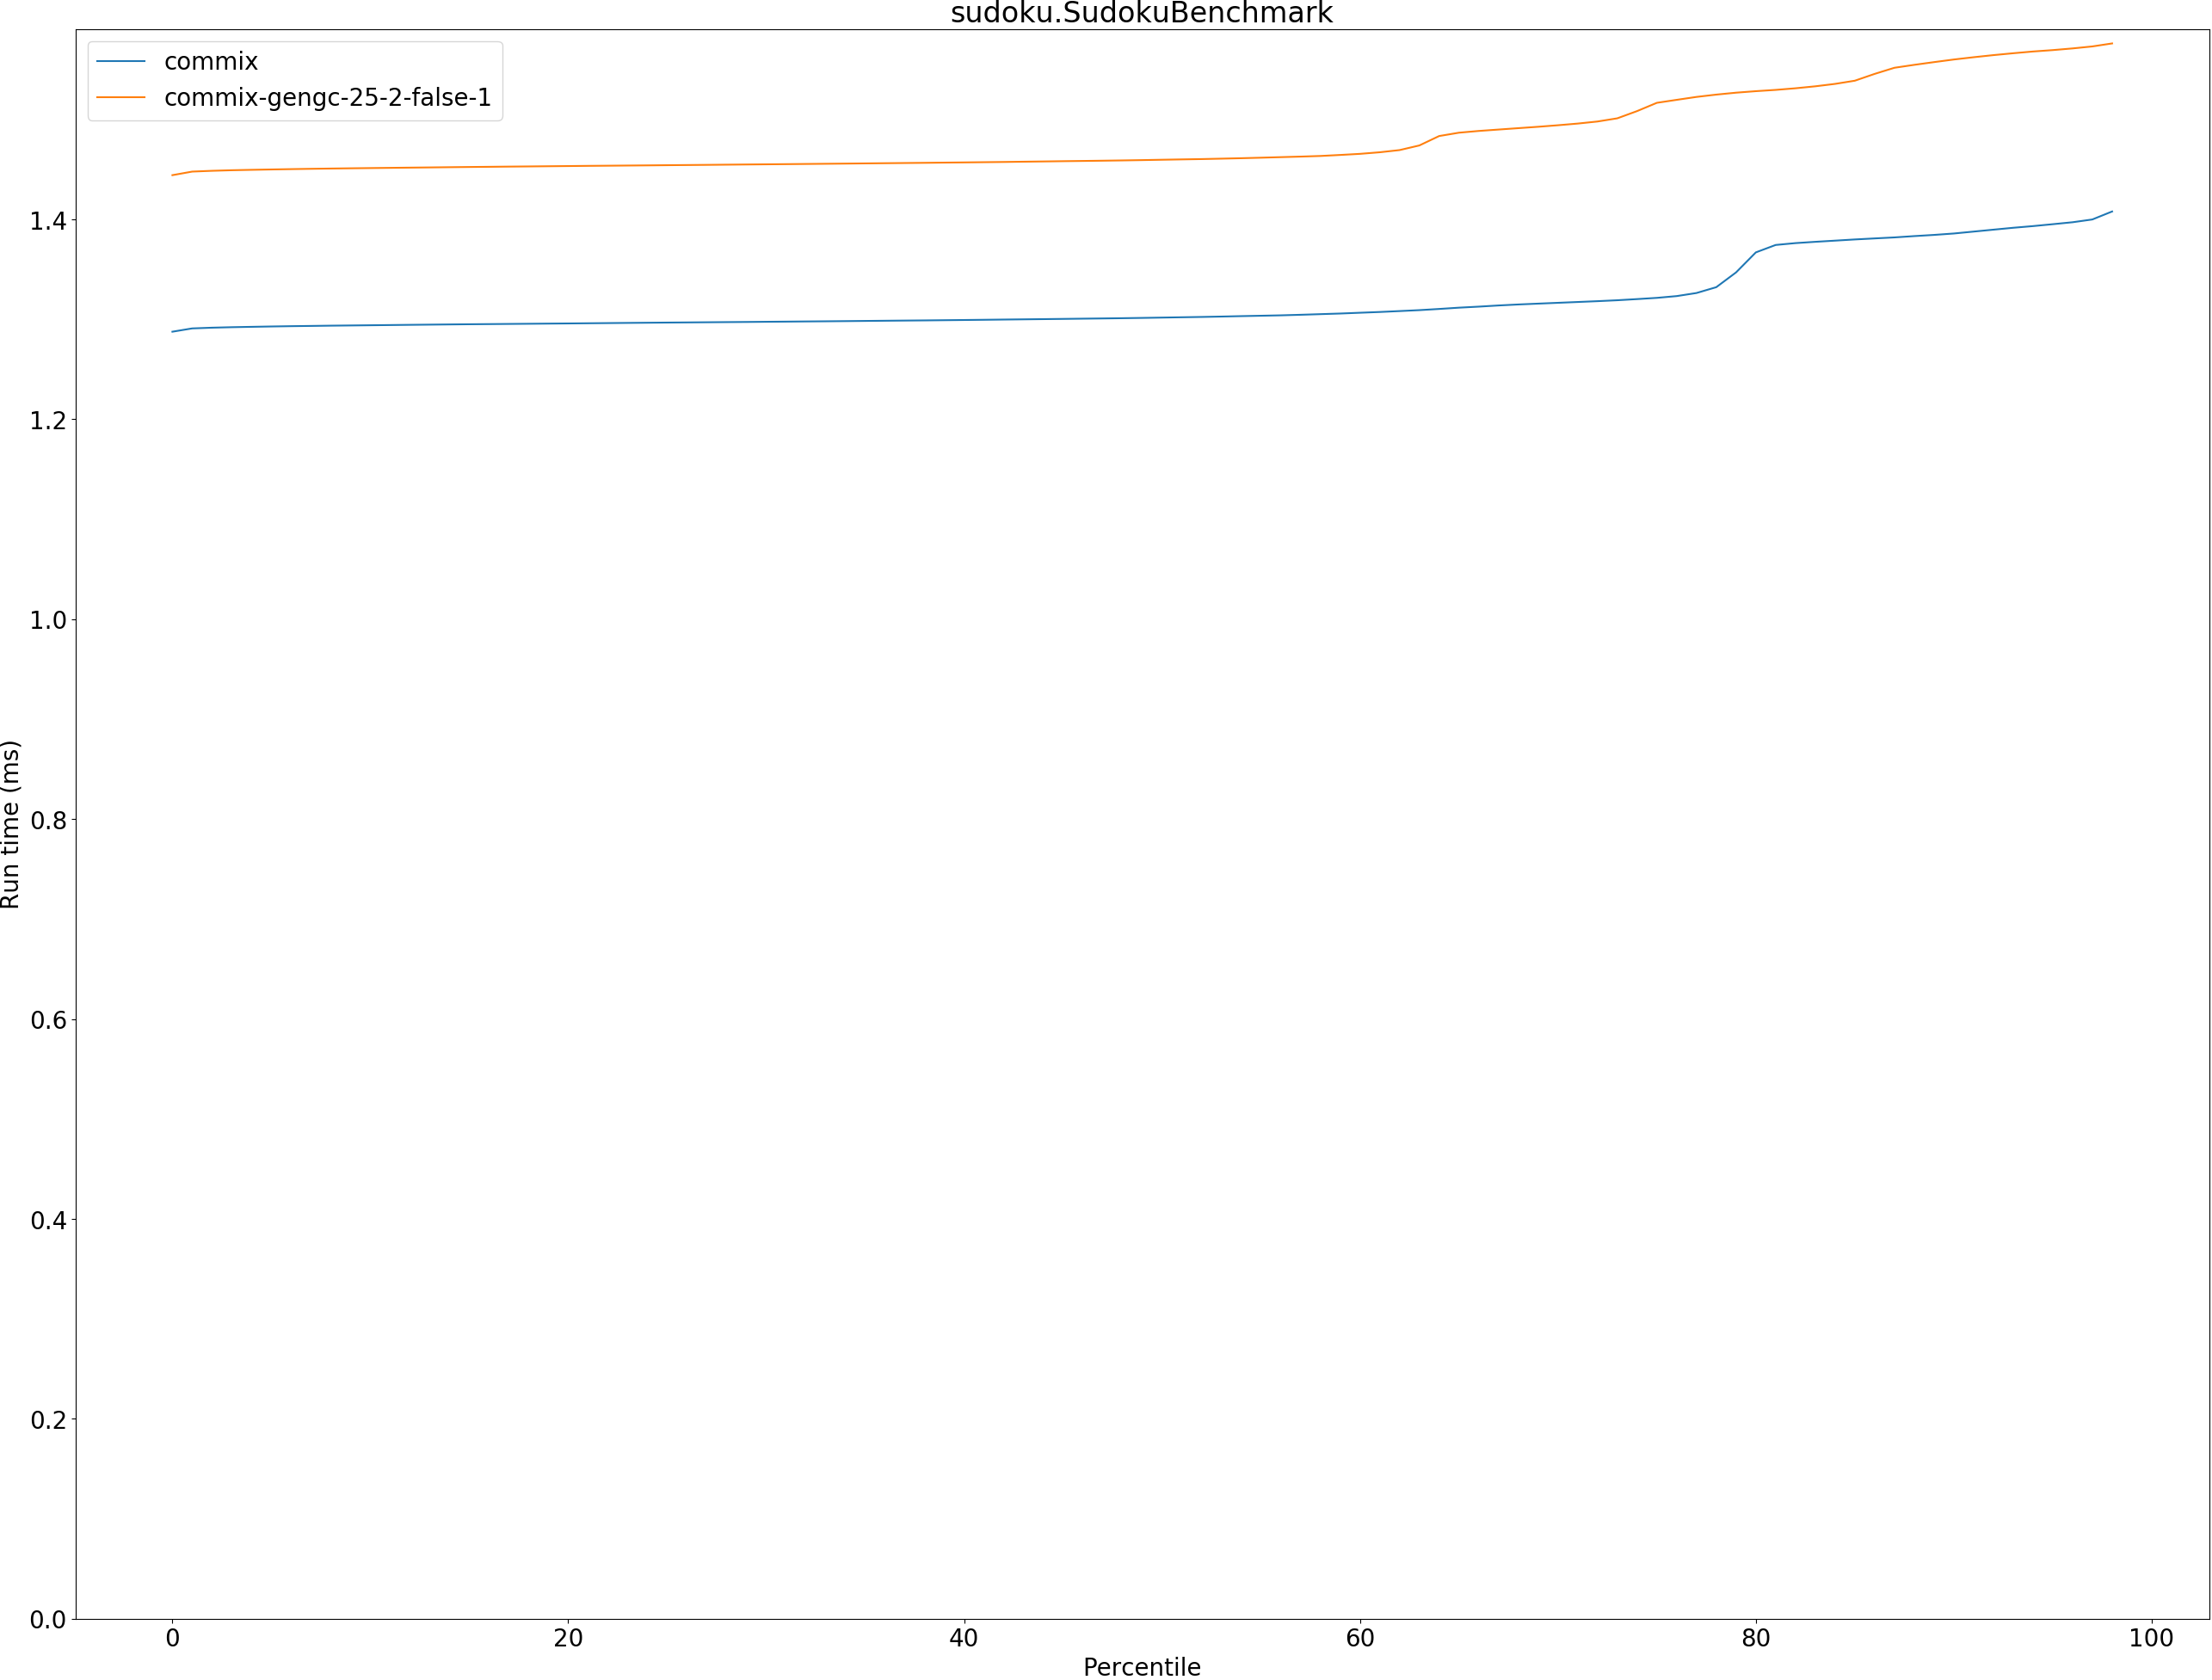 sudoku.SudokuBenchmark
commix
commix-gengc-25-2-false-1
Run time (ms)
1.4
1.2
1.0
0.8
0.6
0.4
0.2
0.0
0 20 40 60 80 100
Percentile